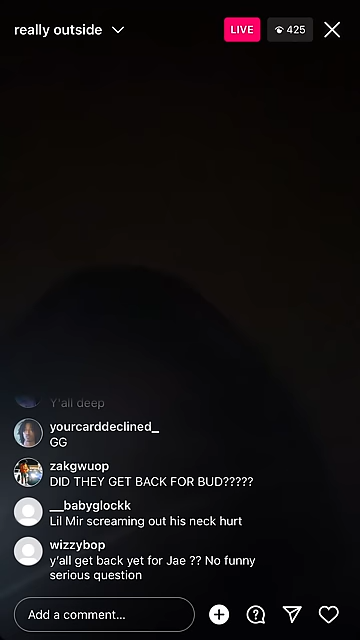 really outside
LIVE
425
Y'all deep
yourcarddeclined_
GG
zakgwuop
DID THEY GET BACK FOR BUD?????
__babyglockk
Lil Mir screaming out his neck hurt
wizzybop
y'all get back yet for Jae ?? No funny
serious question
Add a comment...